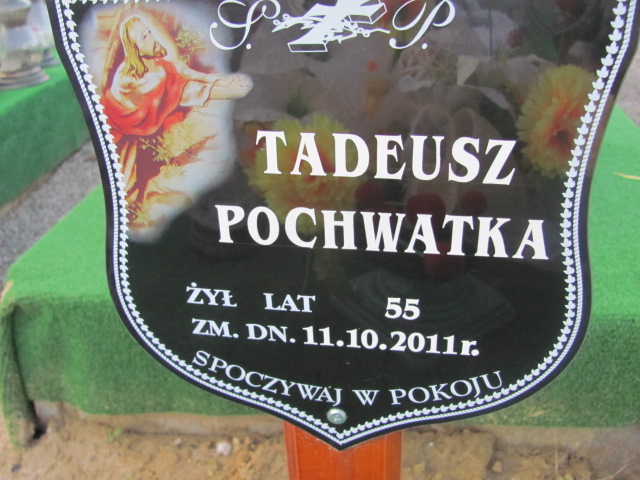 Ś. P.
TADEUSZ
POCHWATKA
ŻYŁ LAT 55
ZM. DN. 11.10.2011r.
SPOCZYWAJ W POKOJU